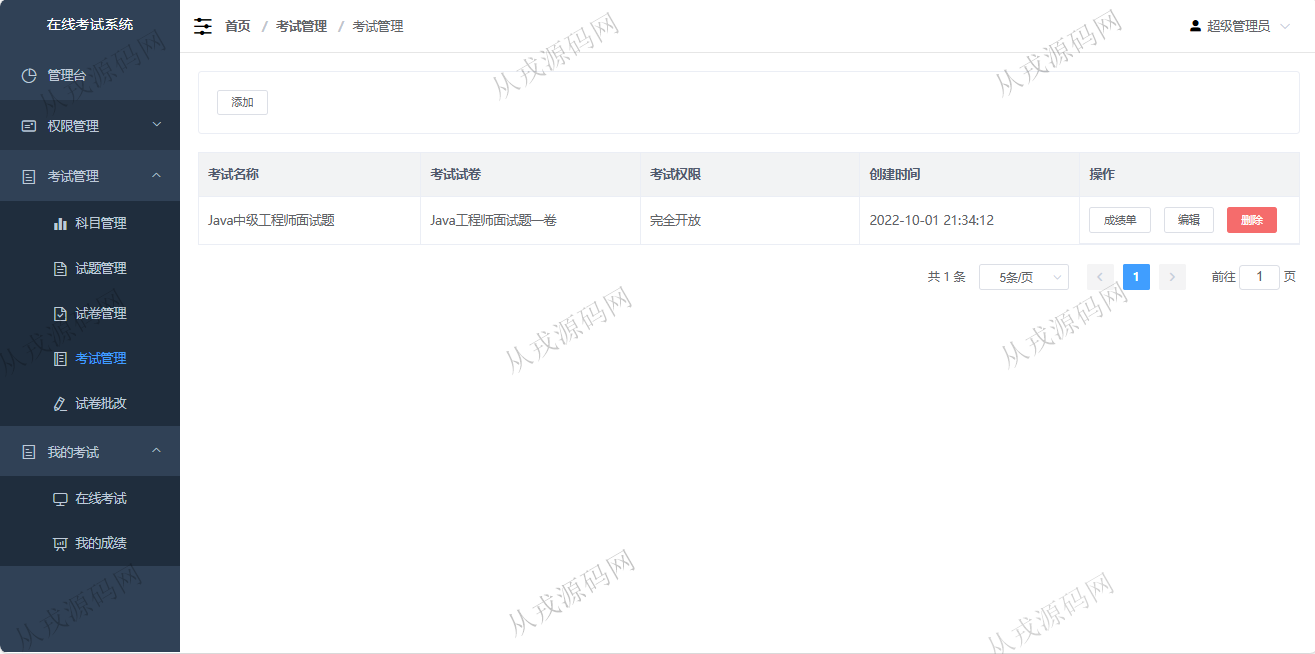 在线考试系统
管理台
权限管理
考试管理
科目管理
试题管理
试卷管理
考试管理
试卷批改
我的考试
在线考试
我的成绩
首页 / 考试管理 / 考试管理
超级管理员
添加
考试名称 考试试卷 考试权限 创建时间 操作
Java中级工程师面试题 Java工程师面试题一卷 完全开放 2022-10-01 21:34:12 成绩单 编辑 删除
共 1 条 5条/页 1 前往 1 页
从戎源码网
从戎源码网
从戎源码网
从戎源码网
从戎源码网
从戎源码网
从戎源码网
从戎源码网
从戎源码网